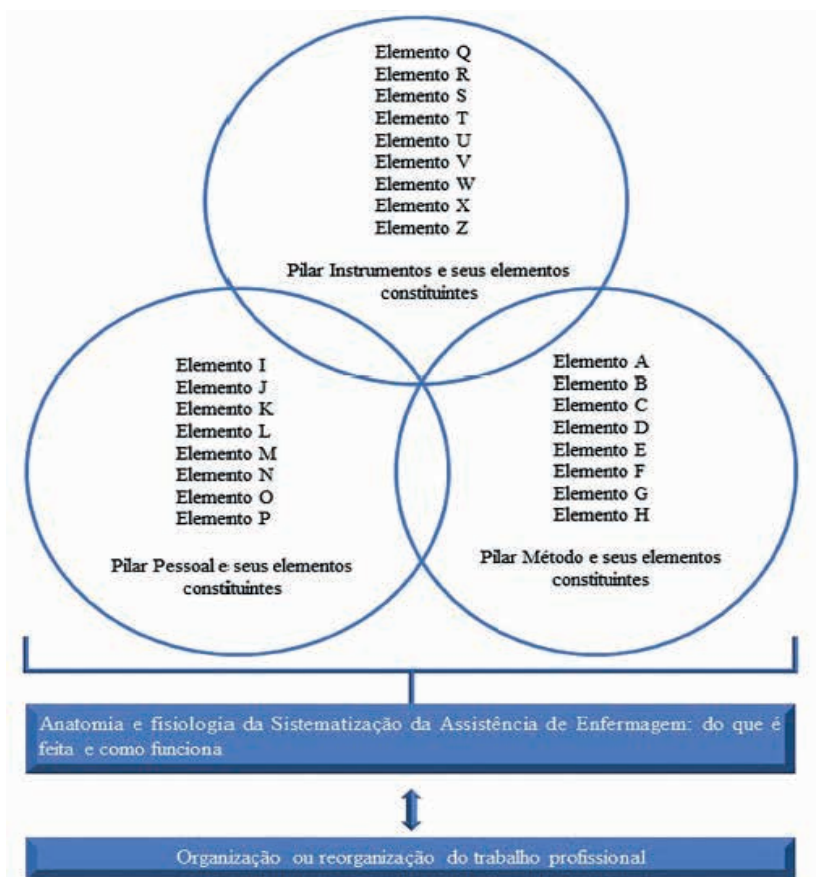 Elemento Q
Elemento R
Elemento S
Elemento T
Elemento U
Elemento V
Elemento W
Elemento X
Elemento Z
Pilar Instrumentos e seus elementos
constituintes
Elemento I
Elemento J
Elemento K
Elemento L
Elemento M
Elemento N
Elemento O
Elemento P
Pilar Pessoal e seus elementos
constituintes
Elemento A
Elemento B
Elemento C
Elemento D
Elemento E
Elemento F
Elemento G
Elemento H
Pilar Método e seus elementos
constituintes
Anatomia e fisiologia da Sistematização da Assistência de Enfermagem: do que é
feita e como funciona
Organização ou reorganização do trabalho profissional